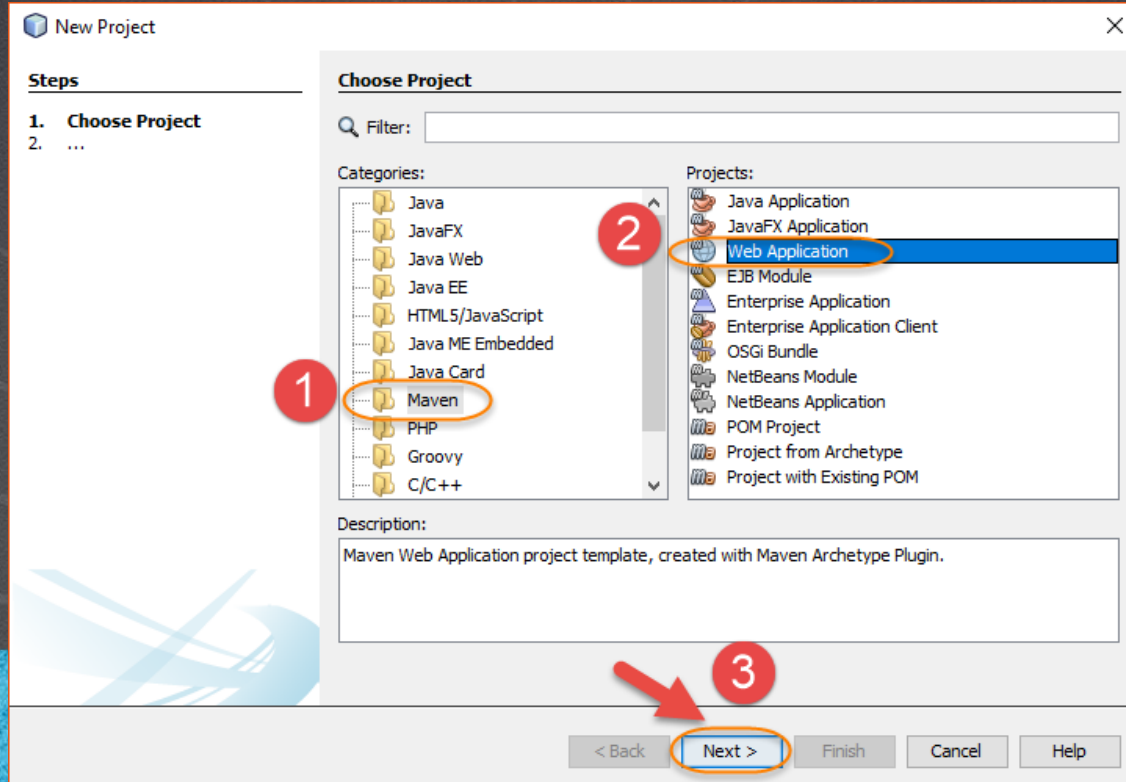 New Project
Steps
1. Choose Project
2. ...
Choose Project
Filter:
Categories:
Java
JavaFX
Java Web
Java EE
HTML5/JavaScript
Java ME Embedded
Java Card
Maven
PHP
Groovy
C/C++
1
2
Projects:
Java Application
JavaFX Application
Web Application
EJB Module
Enterprise Application
Enterprise Application Client
OSGi Bundle
NetBeans Module
NetBeans Application
POM Project
Project from Archetype
Project with Existing POM
Description:
Maven Web Application project template, created with Maven Archetype Plugin.
3
< Back Next > Finish Cancel Help